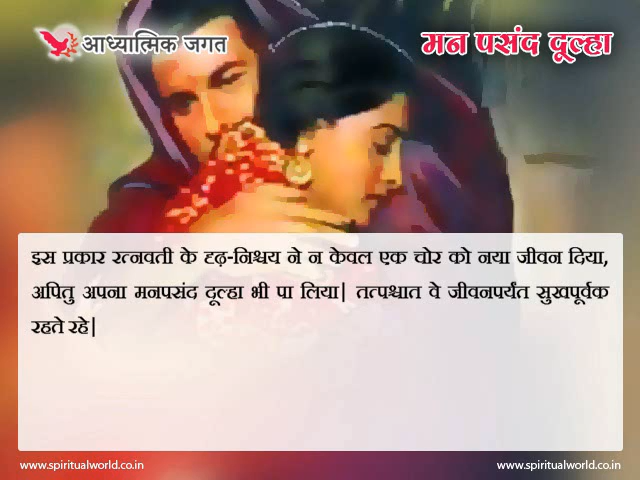 आध्यात्मिक जगत
मन पसंद दूल्हा
इस प्रकार रत्नवती के दृढ़-निश्चय ने न केवल एक चोर को नया जीवन दिया,
अपितु अपना मनपसंद दूल्हा भी पा लिया| तत्पश्चात वे जीवनपर्यंत सुखपूर्वक
रहते रहे|
www.spiritualworld.co.in
www.spiritualworld.co.in